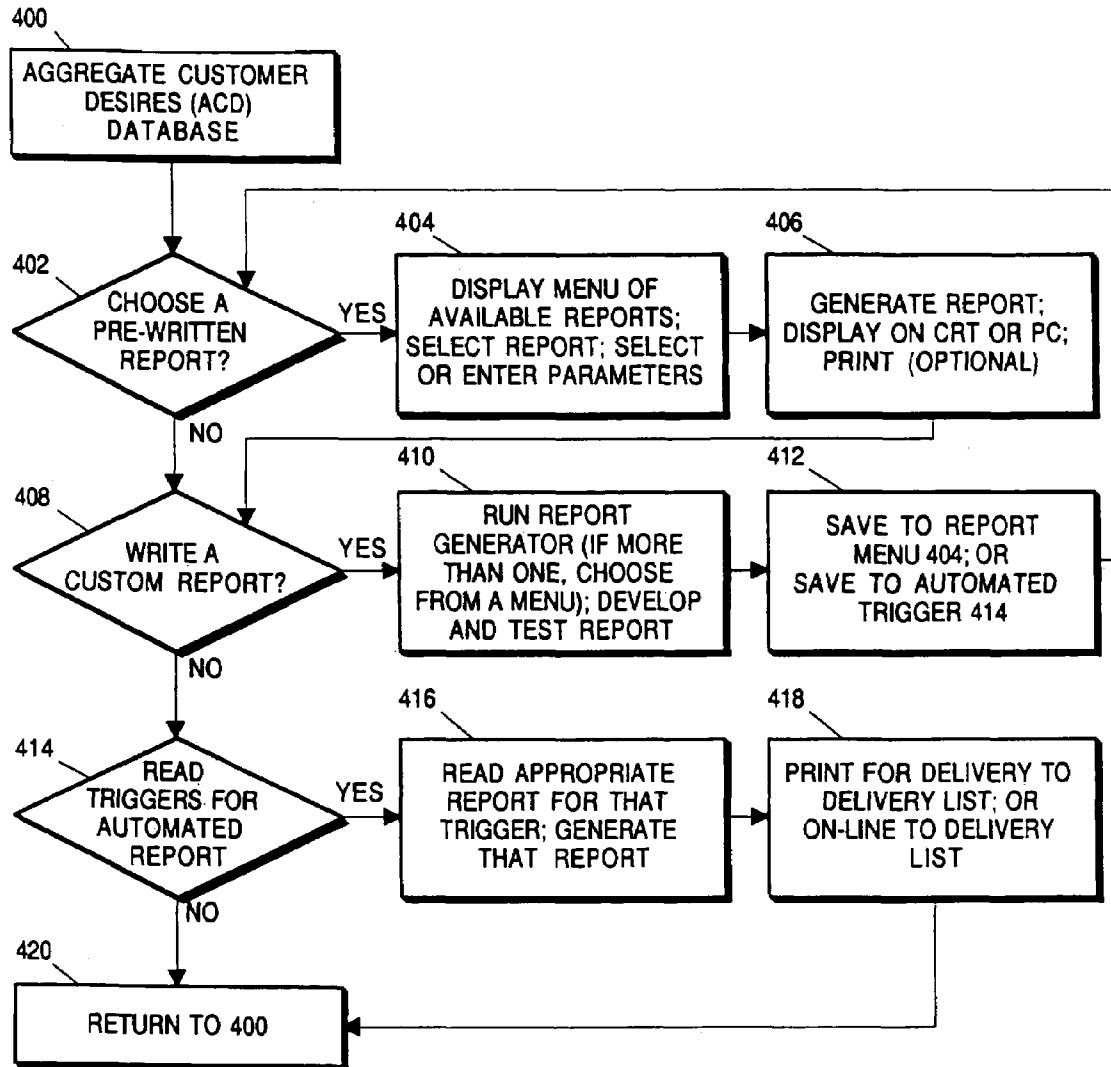 400
AGGREGATE CUSTOMER
DESIRES (ACD)
DATABASE
402
CHOOSE A
PRE-WRITTEN
REPORT?
YES
NO
404
DISPLAY MENU OF
AVAILABLE REPORTS;
SELECT REPORT; SELECT
OR ENTER PARAMETERS
406
GENERATE REPORT;
DISPLAY ON CRT OR PC;
PRINT (OPTIONAL)
408
WRITE A
CUSTOM REPORT?
YES
NO
410
RUN REPORT
GENERATOR (IF MORE
THAN ONE, CHOOSE
FROM A MENU); DEVELOP
AND TEST REPORT
412
SAVE TO REPORT
MENU 404; OR
SAVE TO AUTOMATED
TRIGGER 414
414
READ
TRIGGERS FOR
AUTOMATED
REPORT
YES
NO
416
READ APPROPRIATE
REPORT FOR THAT
TRIGGER; GENERATE
THAT REPORT
418
PRINT FOR DELIVERY TO
DELIVERY LIST; OR
ON-LINE TO DELIVERY
LIST
420
RETURN TO 400